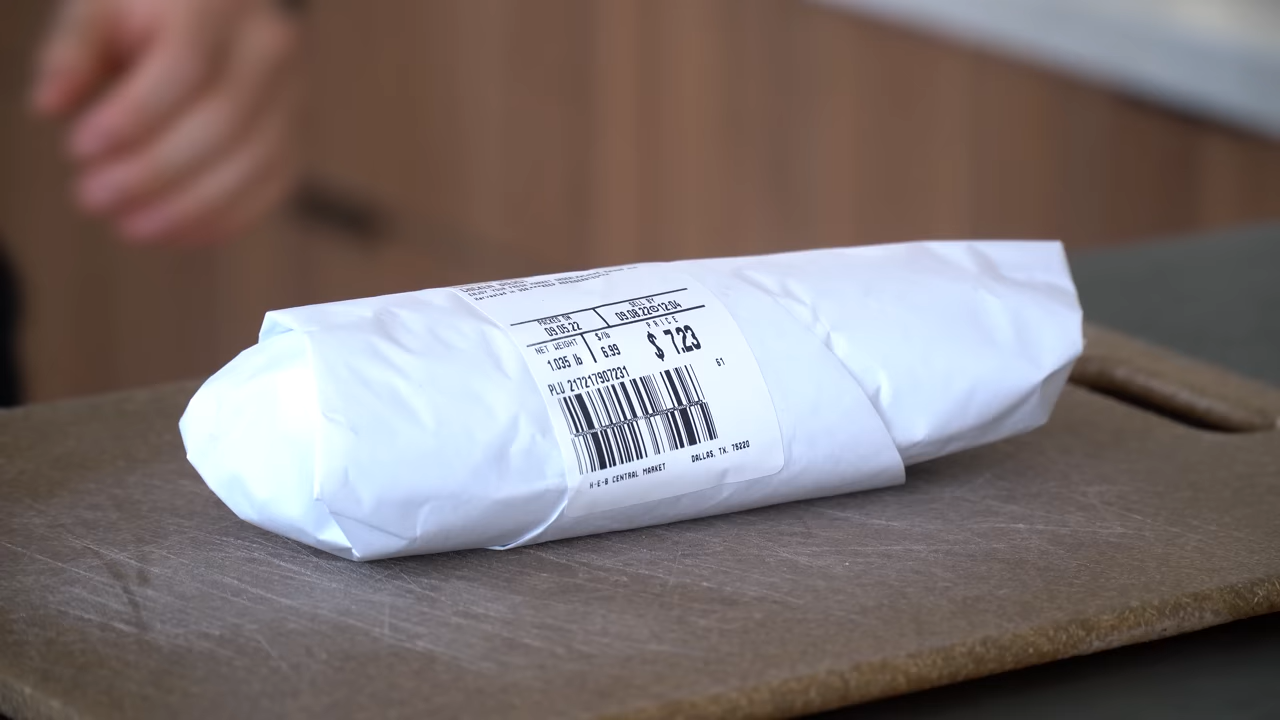 PACKED ON
09.05.22
SELL BY
09.08.22@12:04
NET WEIGHT
1.035 lb
$/lb
6.99
PRICE
$ 7.23
61
PLU 217217907231
H-E-B CENTRAL MARKET
DALLAS, TX. 75220